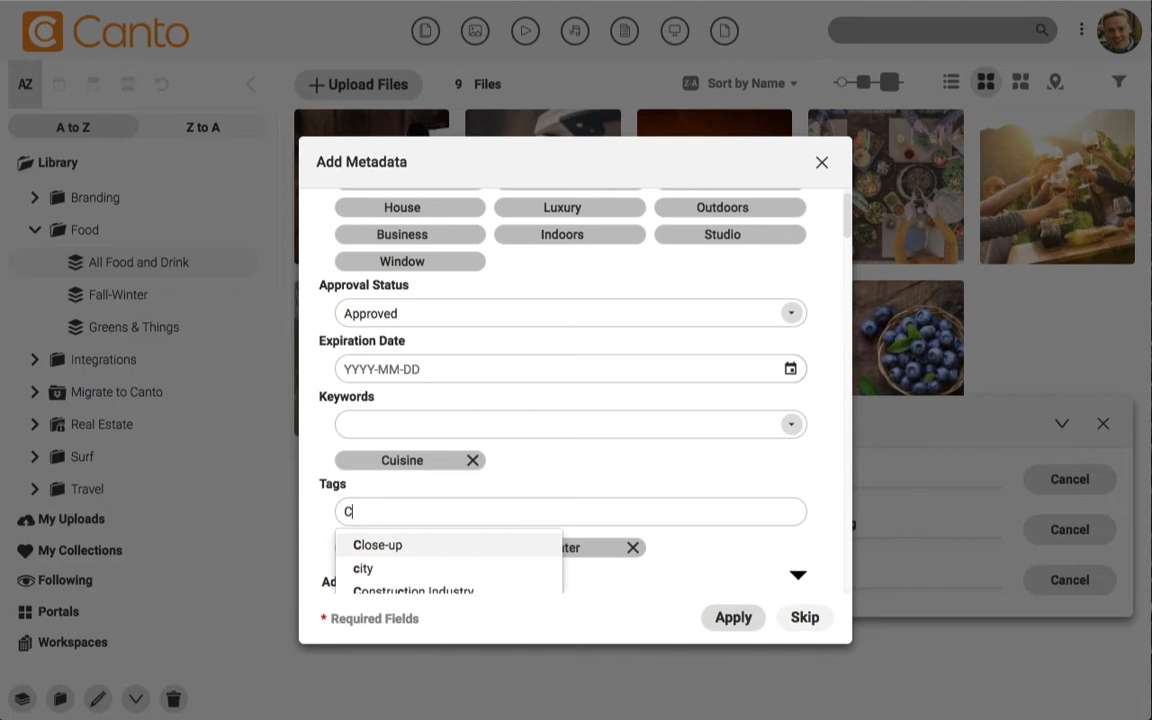 Canto
AZ
Upload Files
9 Files
Z-A Sort by Name
A to Z
Z to A
Library
Branding
Food
All Food and Drink
Fall-Winter
Greens & Things
Integrations
Migrate to Canto
Real Estate
Surf
Travel
My Uploads
My Collections
Following
Portals
Workspaces
Add Metadata
House
Luxury
Outdoors
Business
Indoors
Studio
Window
Approval Status
Approved
Expiration Date
YYYY-MM-DD
Keywords
Cuisine
Tags
C
Close-up
city
Construction Industry
* Required Fields
Apply
Skip
Cancel
Cancel
Cancel